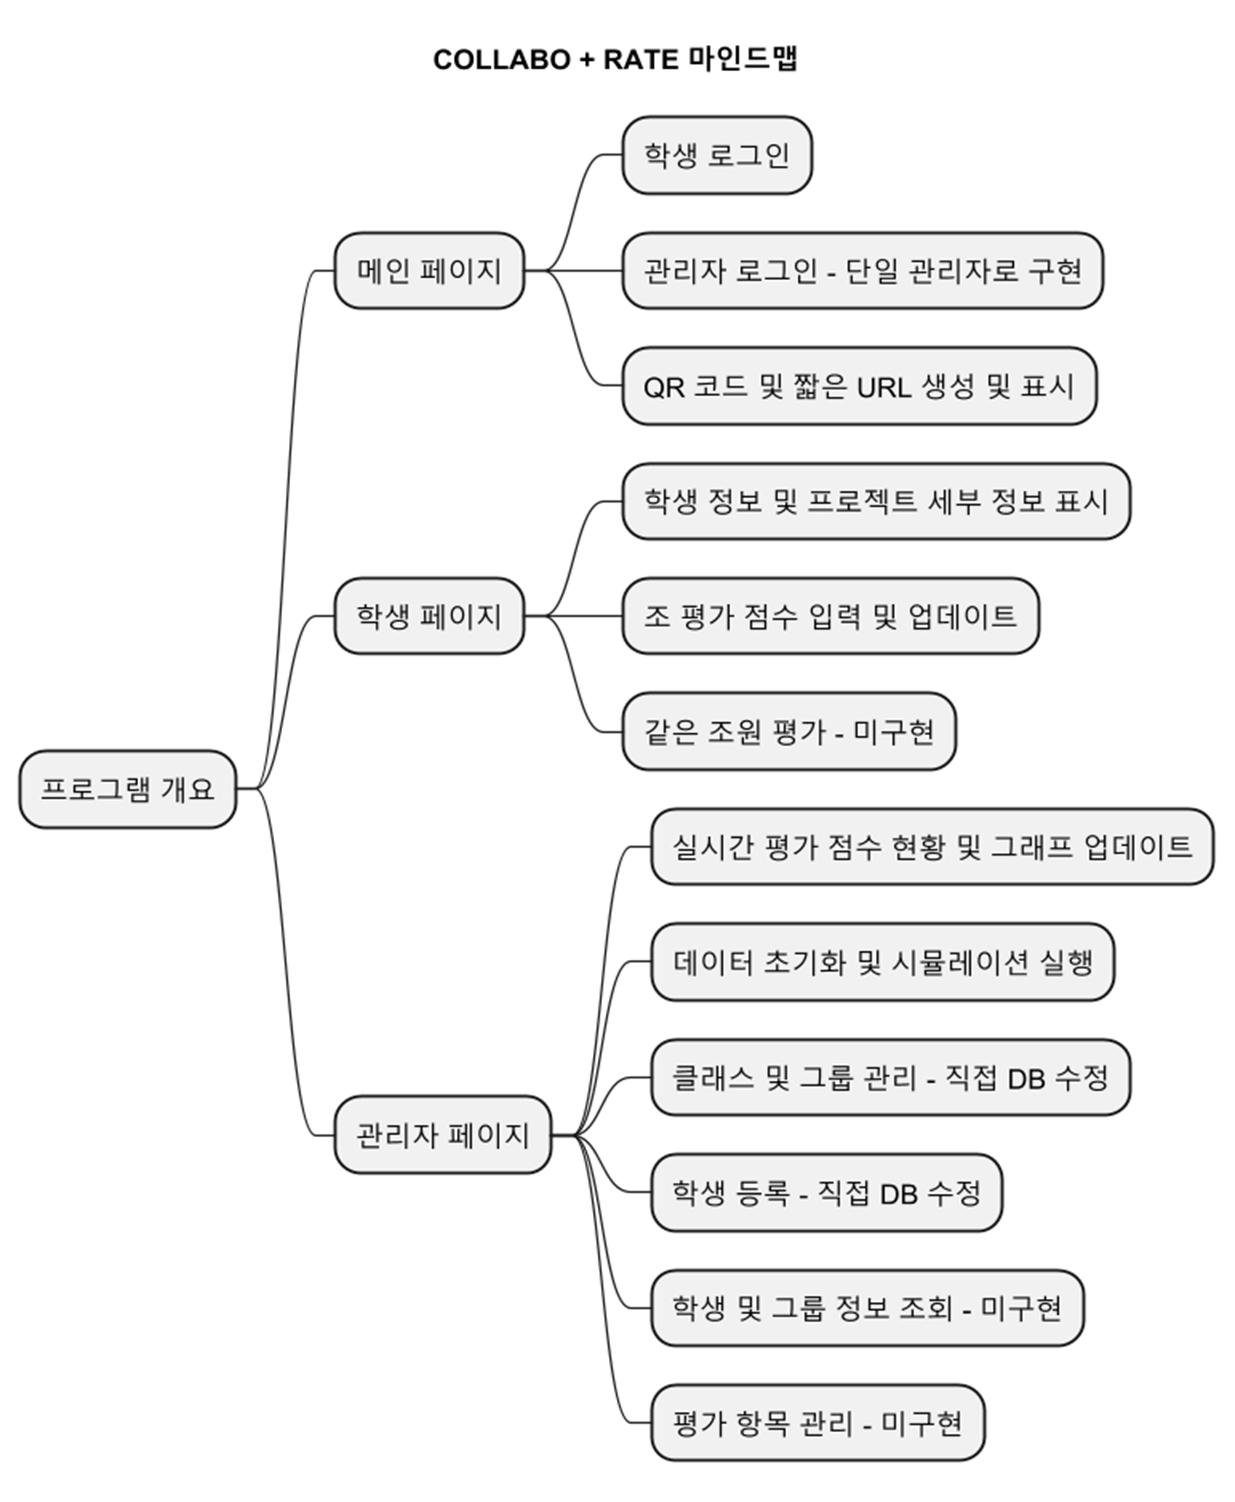 COLLABO + RATE 마인드맵
프로그램 개요
메인 페이지
학생 로그인
관리자 로그인 - 단일 관리자로 구현
QR 코드 및 짧은 URL 생성 및 표시
학생 페이지
학생 정보 및 프로젝트 세부 정보 표시
조 평가 점수 입력 및 업데이트
같은 조원 평가 - 미구현
관리자 페이지
실시간 평가 점수 현황 및 그래프 업데이트
데이터 초기화 및 시뮬레이션 실행
클래스 및 그룹 관리 - 직접 DB 수정
학생 등록 - 직접 DB 수정
학생 및 그룹 정보 조회 - 미구현
평가 항목 관리 - 미구현